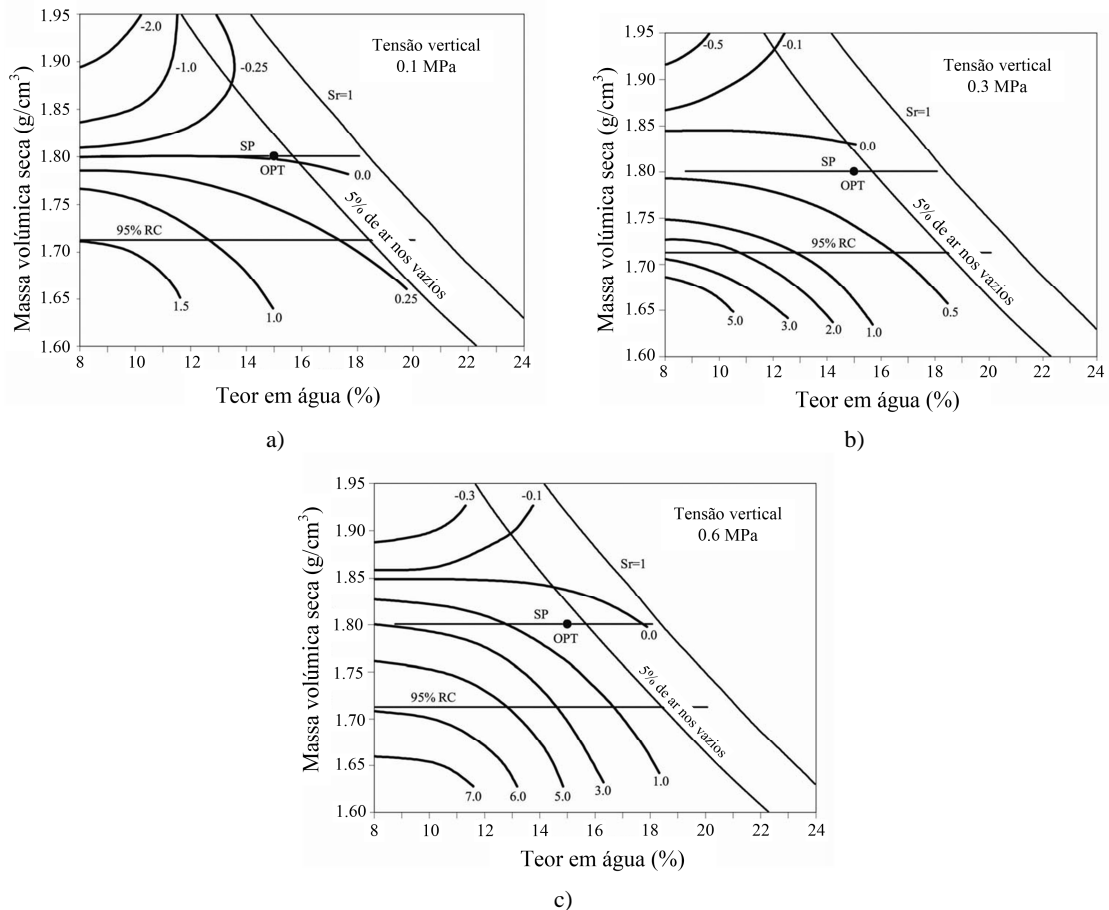 1.95
1.90
1.85
1.80
1.75
1.70
1.65
1.60
Massa volúmica seca (g/cm³)
-2.0
-1.0
-0.25
Tensão vertical
0.1 MPa
Sr=1
SP
OPT
0.0
5% de ar nos vazios
95% RC
1.5
1.0
0.25
8 10 12 14 16 18 20 22 24
Teor em água (%)
a)
1.95
1.90
1.85
1.80
1.75
1.70
1.65
1.60
Massa volúmica seca (g/cm³)
-0.5
-0.1
Tensão vertical
0.3 MPa
Sr=1
0.0
SP
OPT
5% de ar nos vazios
95% RC
5.0
3.0
2.0
1.0
0.5
8 10 12 14 16 18 20 22 24
Teor em água (%)
b)
1.95
1.90
1.85
1.80
1.75
1.70
1.65
1.60
Massa volúmica seca (g/cm³)
-0.3
-0.1
Tensão vertical
0.6 MPa
Sr=1
SP
OPT
0.0
5% de ar nos vazios
95% RC
7.0
6.0
5.0
3.0
1.0
8 10 12 14 16 18 20 22 24
Teor em água (%)
c)